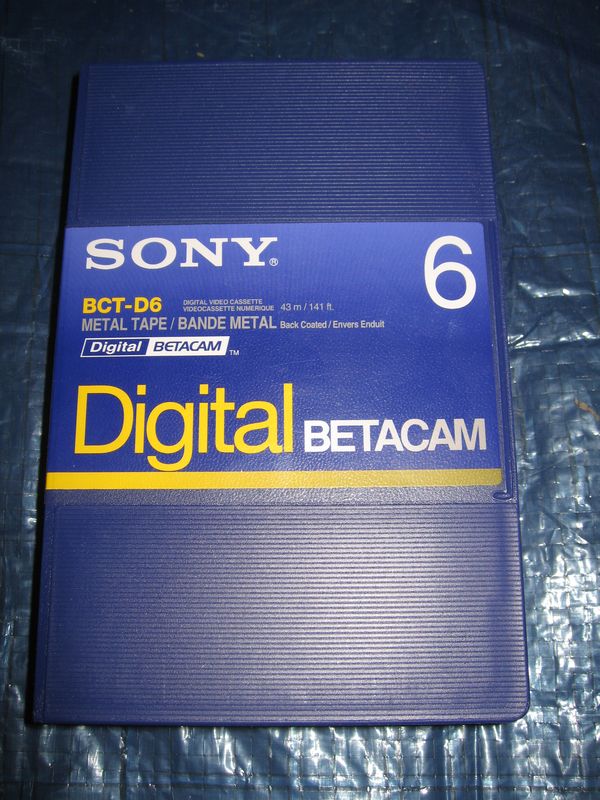 SONY®
6
BCT-D6 DIGITAL VIDEO CASSETTE
VIDEOCASSETTE NUMERIQUE 43 m / 141 ft.
METAL TAPE / BANDE METAL Back Coated / Envers Enduit
Digital BETACAM TM
Digital BETACAM